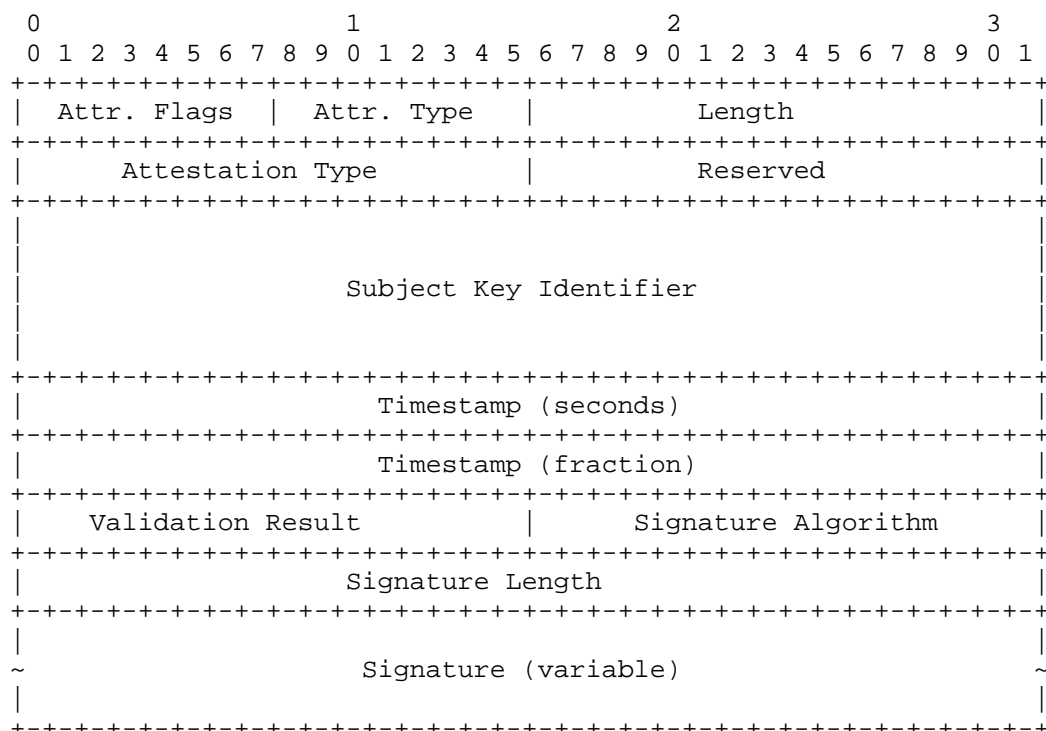 0                   1                   2                   3
 0 1 2 3 4 5 6 7 8 9 0 1 2 3 4 5 6 7 8 9 0 1 2 3 4 5 6 7 8 9 0 1
+-+-+-+-+-+-+-+-+-+-+-+-+-+-+-+-+-+-+-+-+-+-+-+-+-+-+-+-+-+-+-+-+
|  Attr. Flags  |  Attr. Type   |          Length               |
+-+-+-+-+-+-+-+-+-+-+-+-+-+-+-+-+-+-+-+-+-+-+-+-+-+-+-+-+-+-+-+-+
|      Attestation Type         |          Reserved             |
+-+-+-+-+-+-+-+-+-+-+-+-+-+-+-+-+-+-+-+-+-+-+-+-+-+-+-+-+-+-+-+-+
|                                                               |
|                                                               |
|                    Subject Key Identifier                     |
|                                                               |
|                                                               |
+-+-+-+-+-+-+-+-+-+-+-+-+-+-+-+-+-+-+-+-+-+-+-+-+-+-+-+-+-+-+-+-+
|                      Timestamp (seconds)                      |
+-+-+-+-+-+-+-+-+-+-+-+-+-+-+-+-+-+-+-+-+-+-+-+-+-+-+-+-+-+-+-+-+
|                      Timestamp (fraction)                     |
+-+-+-+-+-+-+-+-+-+-+-+-+-+-+-+-+-+-+-+-+-+-+-+-+-+-+-+-+-+-+-+-+
|    Validation Result          |      Signature Algorithm      |
+-+-+-+-+-+-+-+-+-+-+-+-+-+-+-+-+-+-+-+-+-+-+-+-+-+-+-+-+-+-+-+-+
|                    Signature Length                           |
+-+-+-+-+-+-+-+-+-+-+-+-+-+-+-+-+-+-+-+-+-+-+-+-+-+-+-+-+-+-+-+-+
|                                                               |
~                     Signature (variable)                      ~
|                                                               |
+-+-+-+-+-+-+-+-+-+-+-+-+-+-+-+-+-+-+-+-+-+-+-+-+-+-+-+-+-+-+-+-+